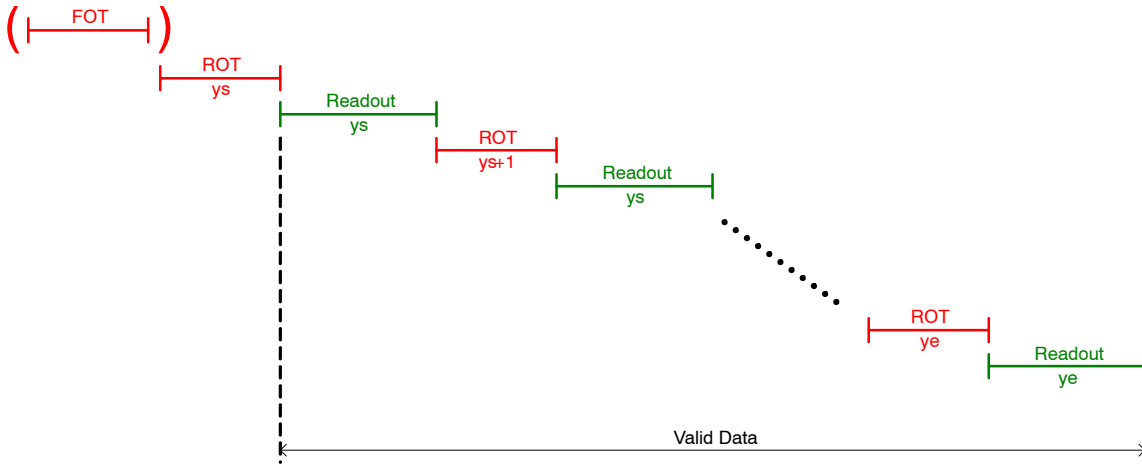 ( FOT )
ROT
ys
Readout
ys
ROT
ys+1
Readout
ys
ROT
ye
Readout
ye
Valid Data